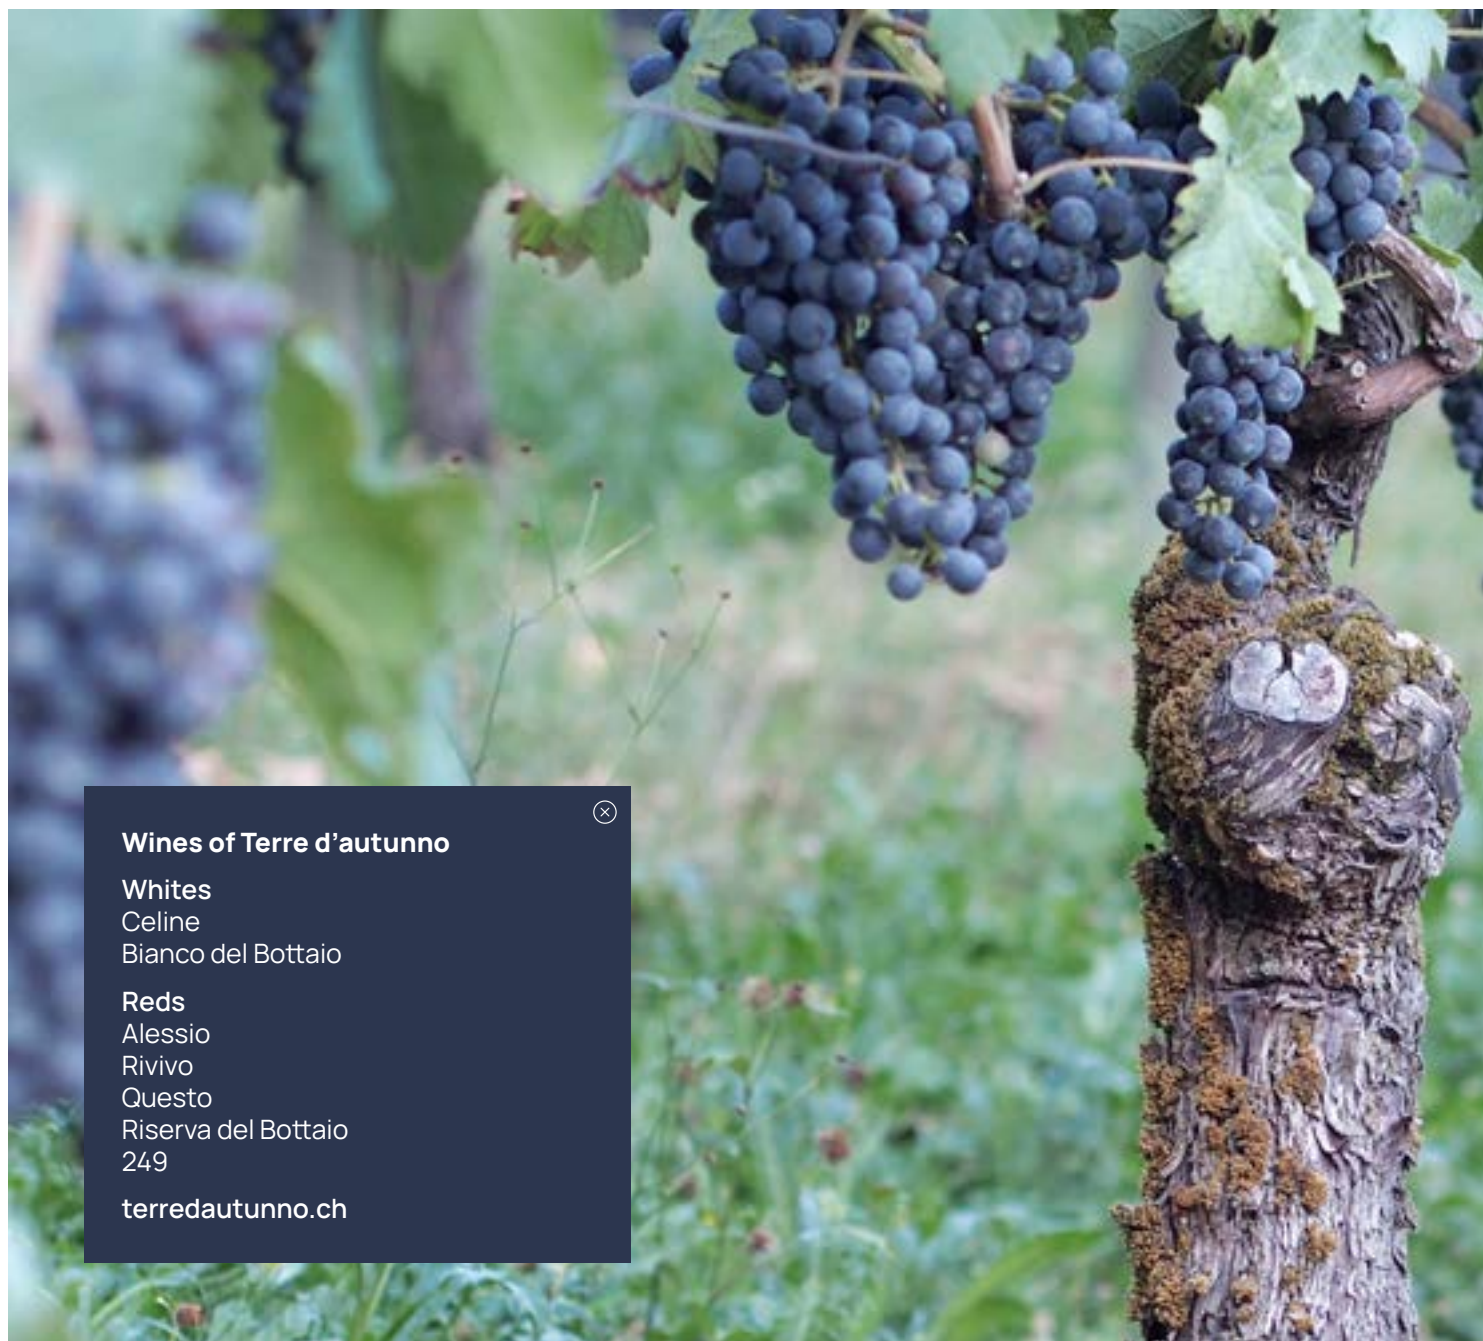 Wines of Terre d’autunno
Whites
Celine
Bianco del Bottaio
Reds
Alessio
Rivivo
Questo
Riserva del Bottaio
249
terredautunno.ch